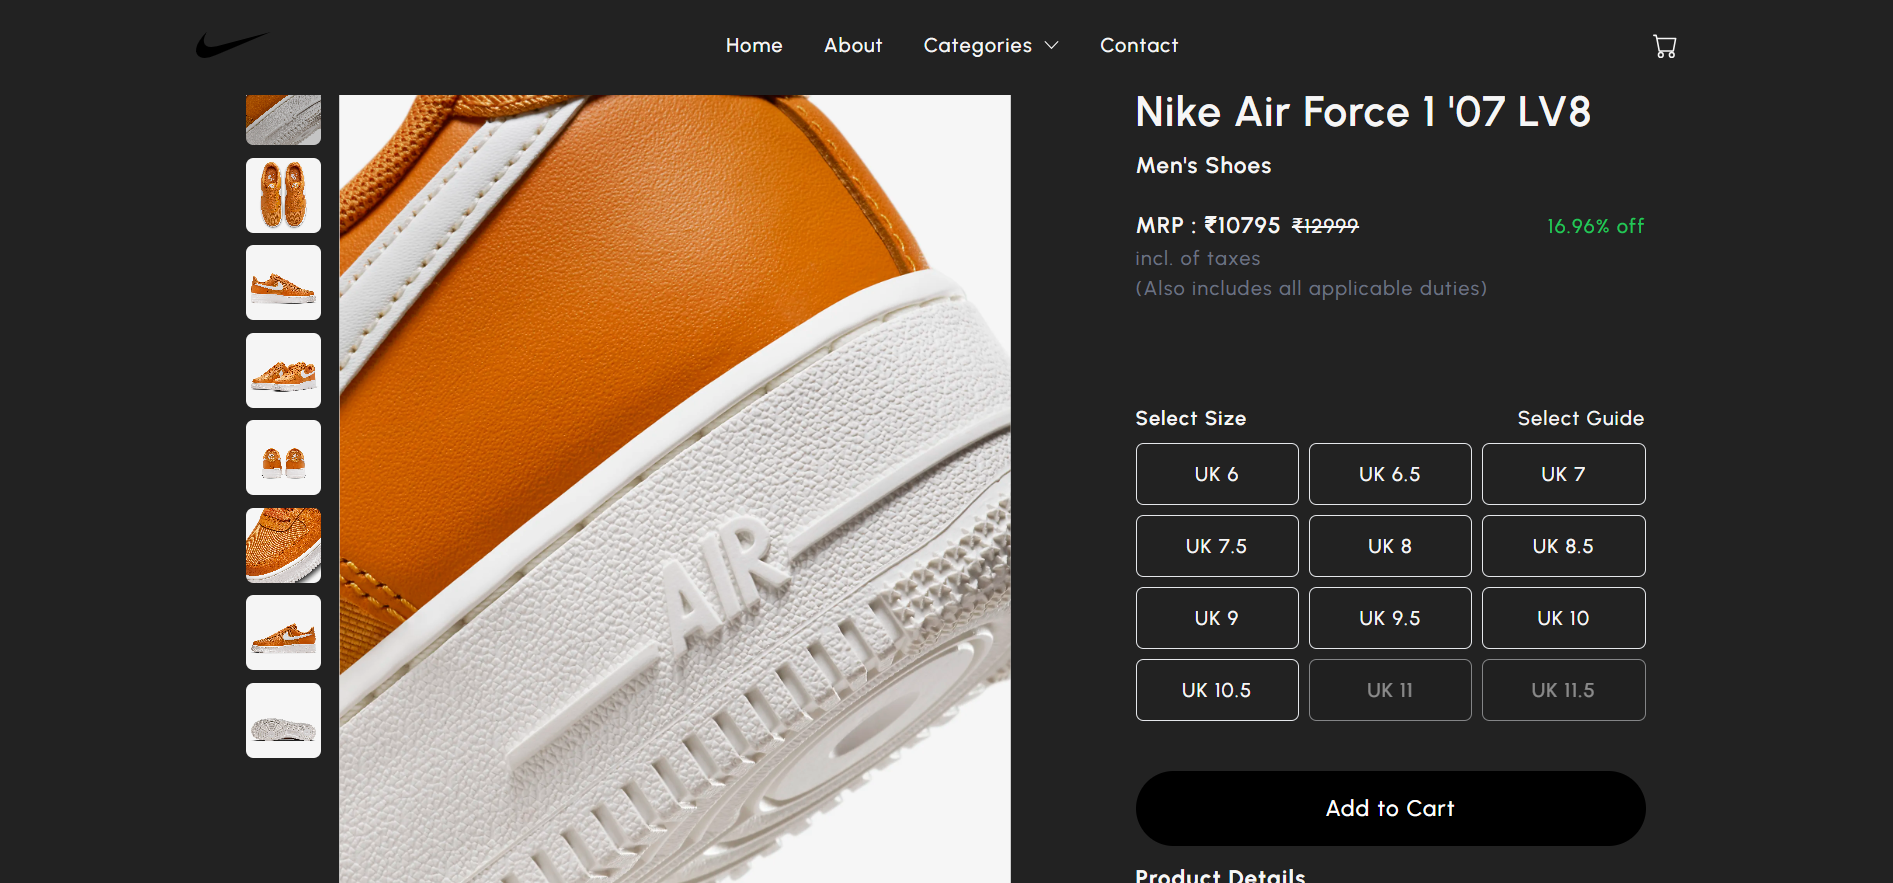 Home About Categories Contact
Nike Air Force 1 '07 LV8
Men's Shoes
MRP : ₹10795 ₹12999 16.96% off
incl. of taxes
(Also includes all applicable duties)
Select Size Select Guide
UK 6 UK 6.5 UK 7
UK 7.5 UK 8 UK 8.5
UK 9 UK 9.5 UK 10
UK 10.5 UK 11 UK 11.5
Add to Cart
Product Details
AIR